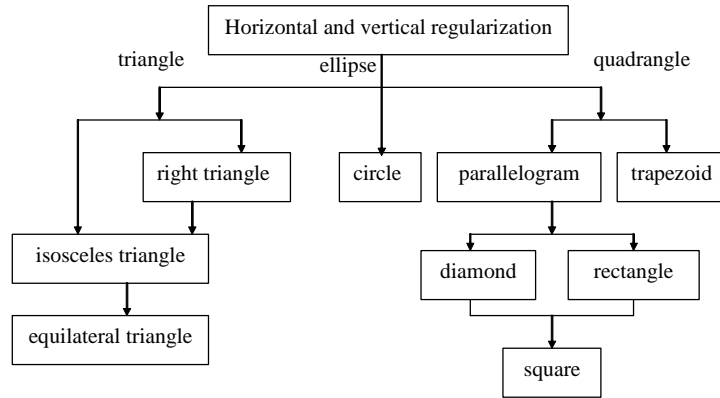 Horizontal and vertical regularization
triangle
ellipse
quadrangle
right triangle
circle
parallelogram
trapezoid
isosceles triangle
diamond
rectangle
equilateral triangle
square